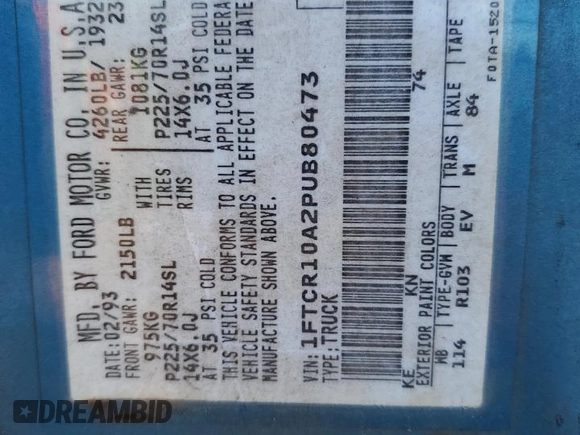 MFD. BY FORD MOTOR CO. IN U.S.A
DATE: 02/93 GVWR: 4260LB/ 1932
FRONT GAWR: 2150LB REAR GAWR: 23
975KG WITH 1081KG
P225/70R14SL TIRES P225/70R14SL
14X6.0J RIMS 14X6.0J
AT 35 PSI COLD AT 35 PSI COLD
THIS VEHICLE CONFORMS TO ALL APPLICABLE FEDERA
VEHICLE SAFETY STANDARDS IN EFFECT ON THE DATE
MANUFACTURE SHOWN ABOVE.
VIN: 1FTCR10A2PUB80473
TYPE: TRUCK
KE KN 74
EXTERIOR PAINT COLORS
WB TYPE-GVW BODY TRANS AXLE TAPE
114 R103 EV M 84
FOTA-1520
DREAMBID